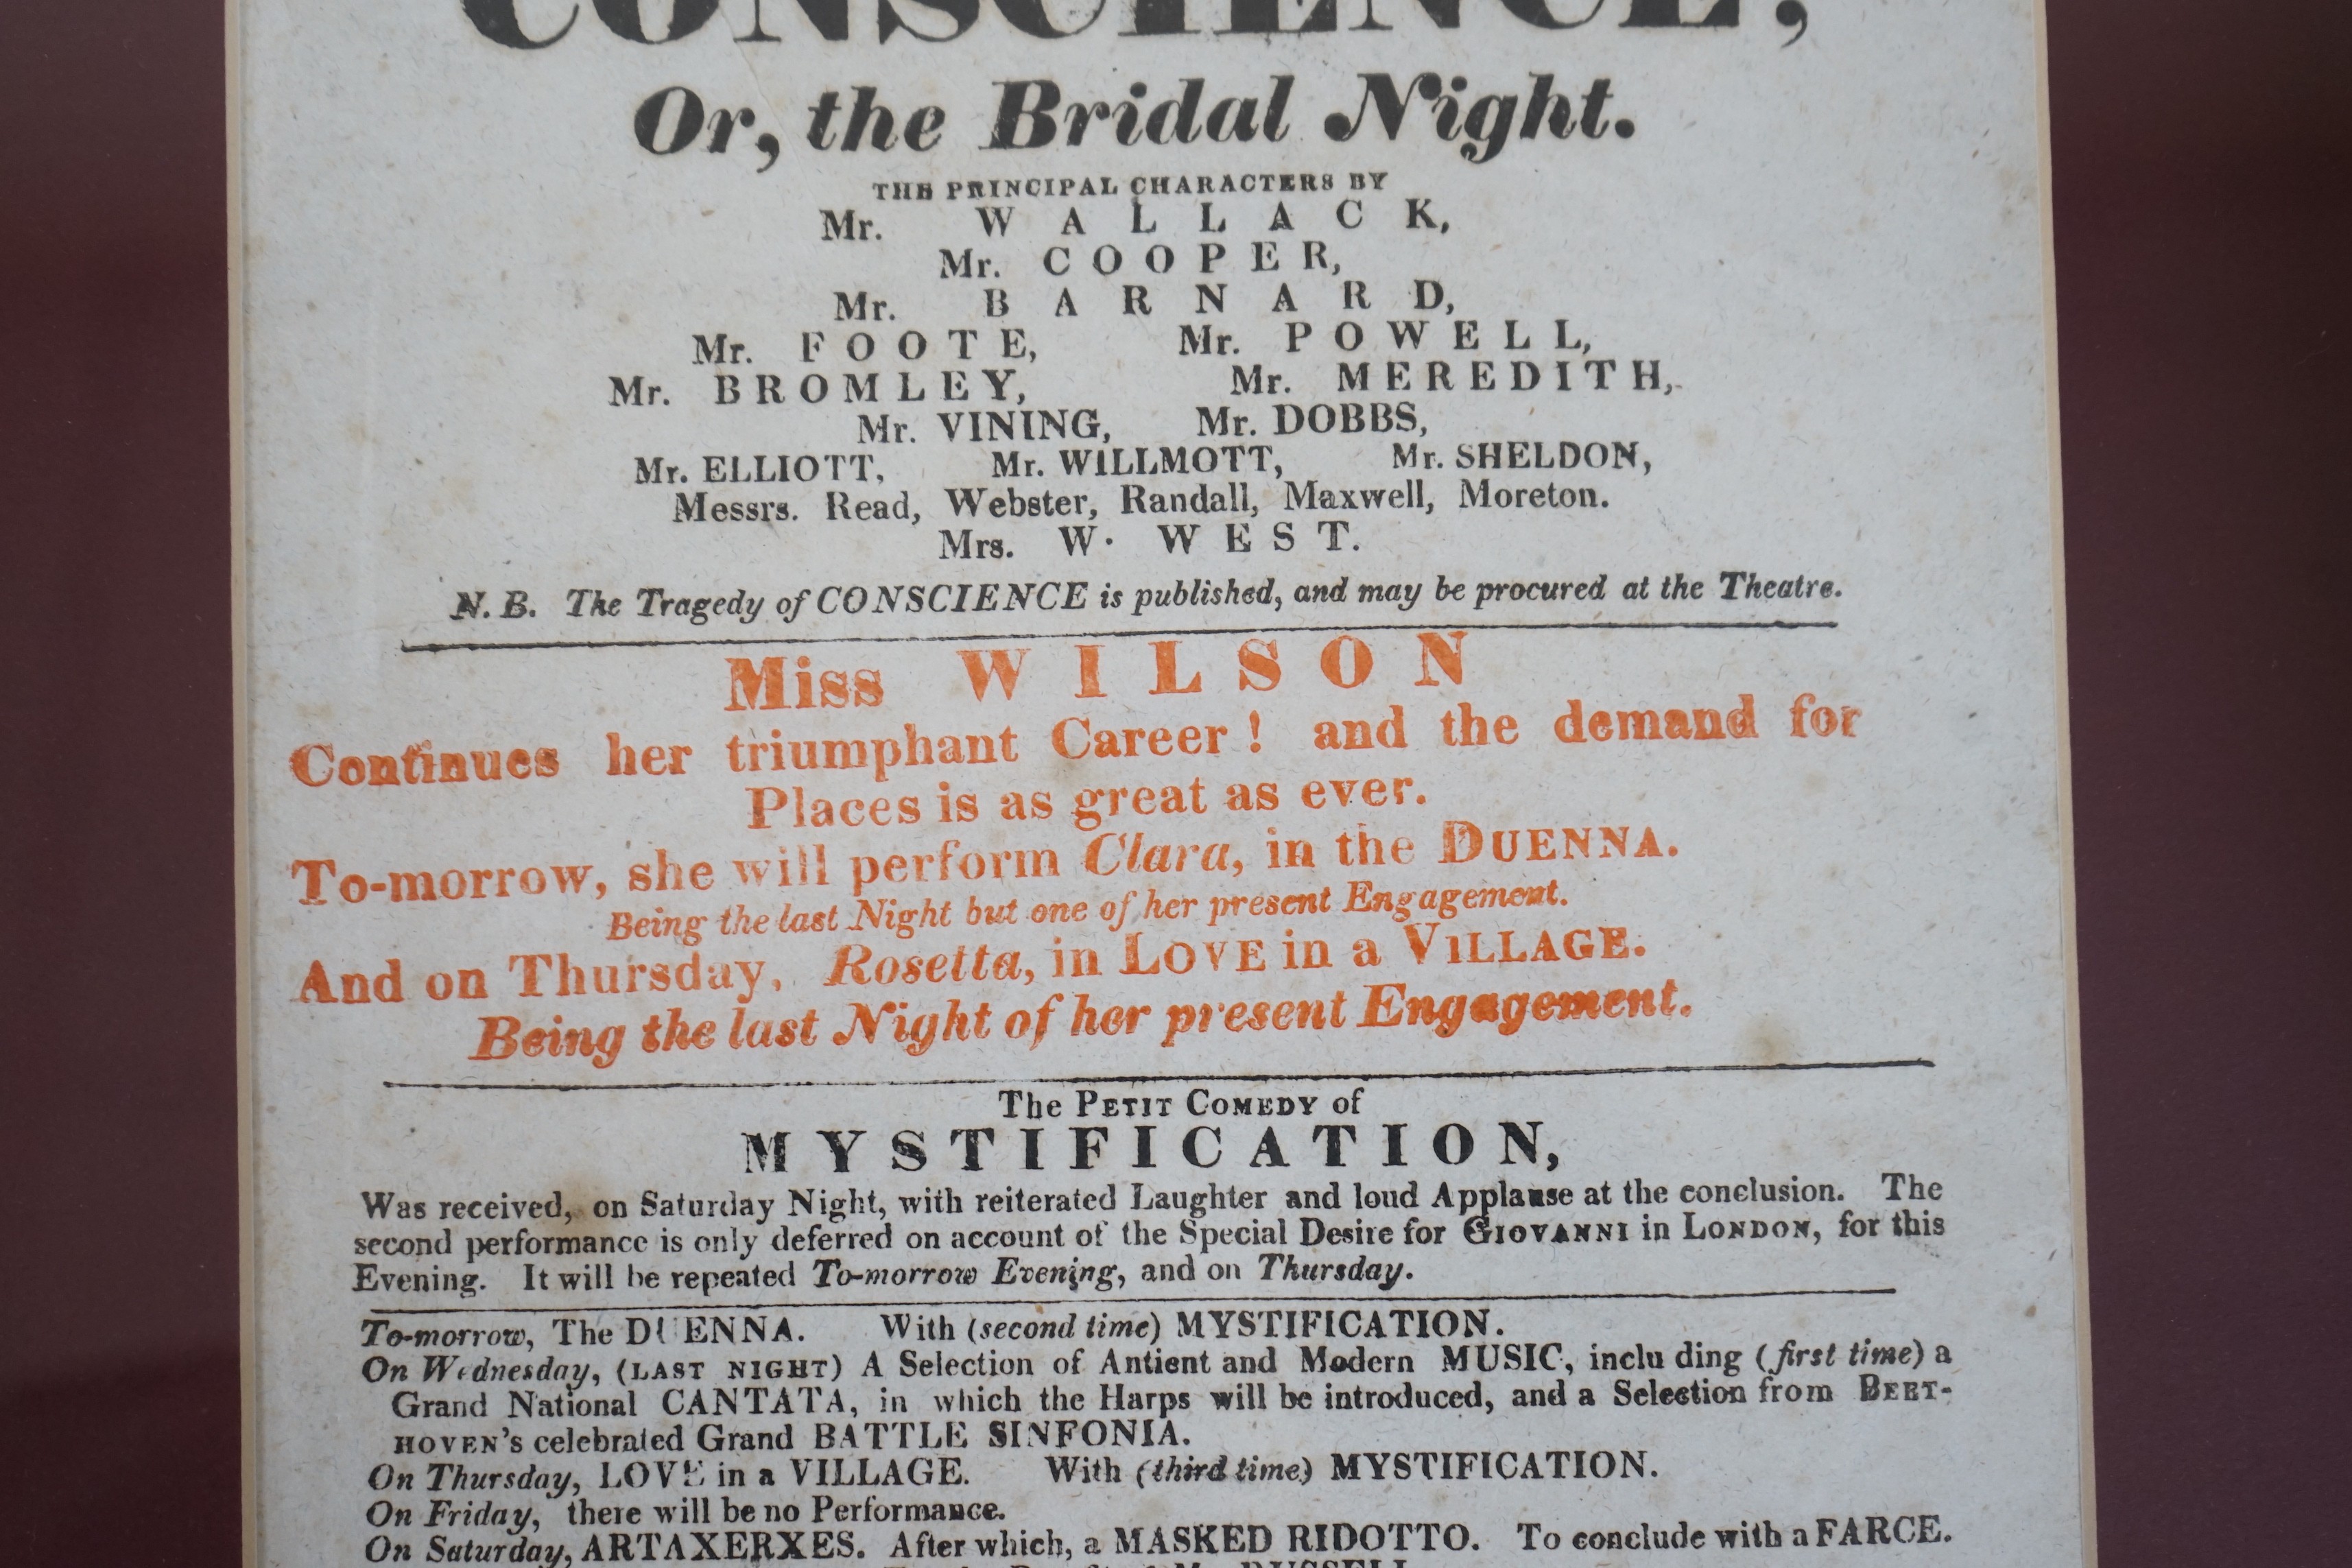 CONSCIENCE;
Or, the Bridal Night.
THE PRINCIPAL CHARACTERS BY
Mr. WALLACK,
Mr. COOPER,
Mr. BARNARD,
Mr. FOOTE, Mr. POWELL,
Mr. BROMLEY, Mr. MEREDITH,
Mr. VINING, Mr. DOBBS,
Mr. ELLIOTT, Mr. WILLMOTT, Mr. SHELDON,
Messrs. Read, Webster, Randall, Maxwell, Moreton.
Mrs. W. WEST.
N. B. The Tragedy of CONSCIENCE is published, and may be procured at the Theatre.
Miss WILSON
Continues her triumphant Career! and the demand for
Places is as great as ever.
To-morrow, she will perform Clara, in the DUENNA.
Being the last Night but one of her present Engagement.
And on Thursday, Rosetta, in LOVE in a VILLAGE.
Being the last Night of her present Engagement.
The PETIT COMEDY of
MYSTIFICATION,
Was received, on Saturday Night, with reiterated Laughter and loud Applause at the conclusion. The
second performance is only deferred on account of the Special Desire for GIOVANNI in LONDON, for this
Evening. It will be repeated To-morrow Evening, and on Thursday.
To-morrow, The DUENNA. With (second time) MYSTIFICATION.
On Wednesday, (LAST NIGHT) A Selection of Antient and Modern MUSIC, inclu ding (first time) a
Grand National CANTATA, in which the Harps will be introduced, and a Selection from BEET-
HOVEN's celebrated Grand BATTLE SINFONIA.
On Thursday, LOVE in a VILLAGE. With (third time) MYSTIFICATION.
On Friday, there will be no Performance.
On Saturday, ARTAXERXES. After which, a MASKED RIDOTTO. To conclude with a FARCE.